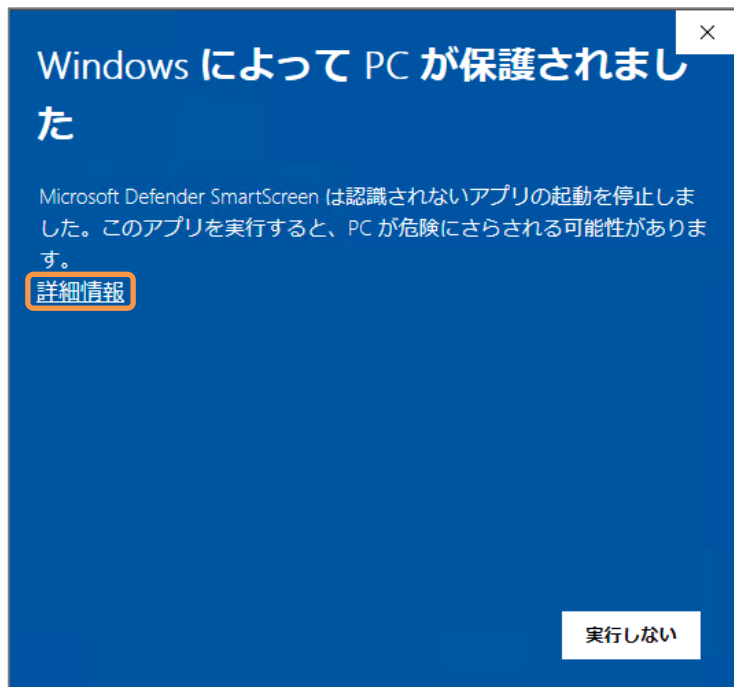 Windows によって PC が保護されまし
た
Microsoft Defender SmartScreen は認識されないアプリの起動を停止しま
した。このアプリを実行すると、PC が危険にさらされる可能性がありま
す。
詳細情報
実行しない